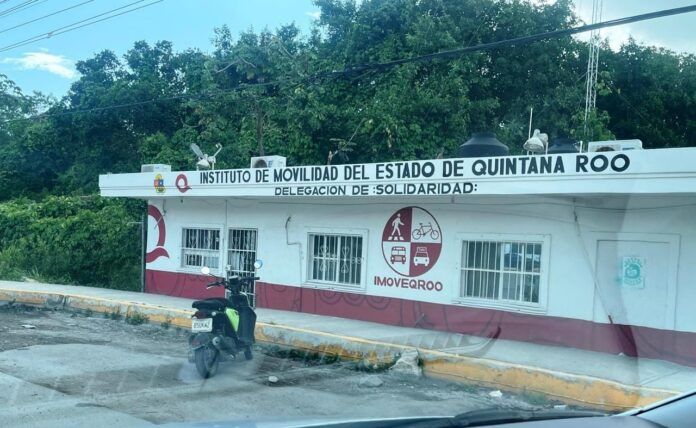 INSTITUTO DE MOVILIDAD DEL ESTADO DE QUINTANA ROO
DELEGACION DE :SOLIDARIDAD:
IMOVEQROO